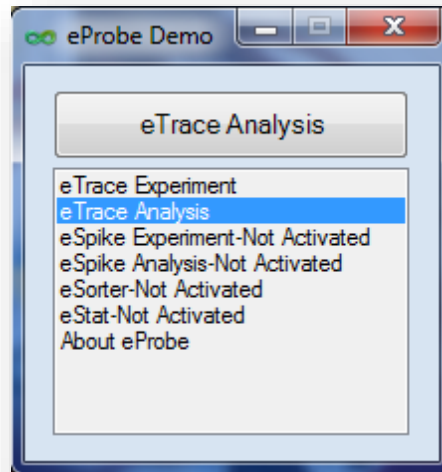 eProbe Demo
eTrace Analysis
eTrace Experiment
eTrace Analysis
eSpike Experiment-Not Activated
eSpike Analysis-Not Activated
eSorter-Not Activated
eStat-Not Activated
About eProbe